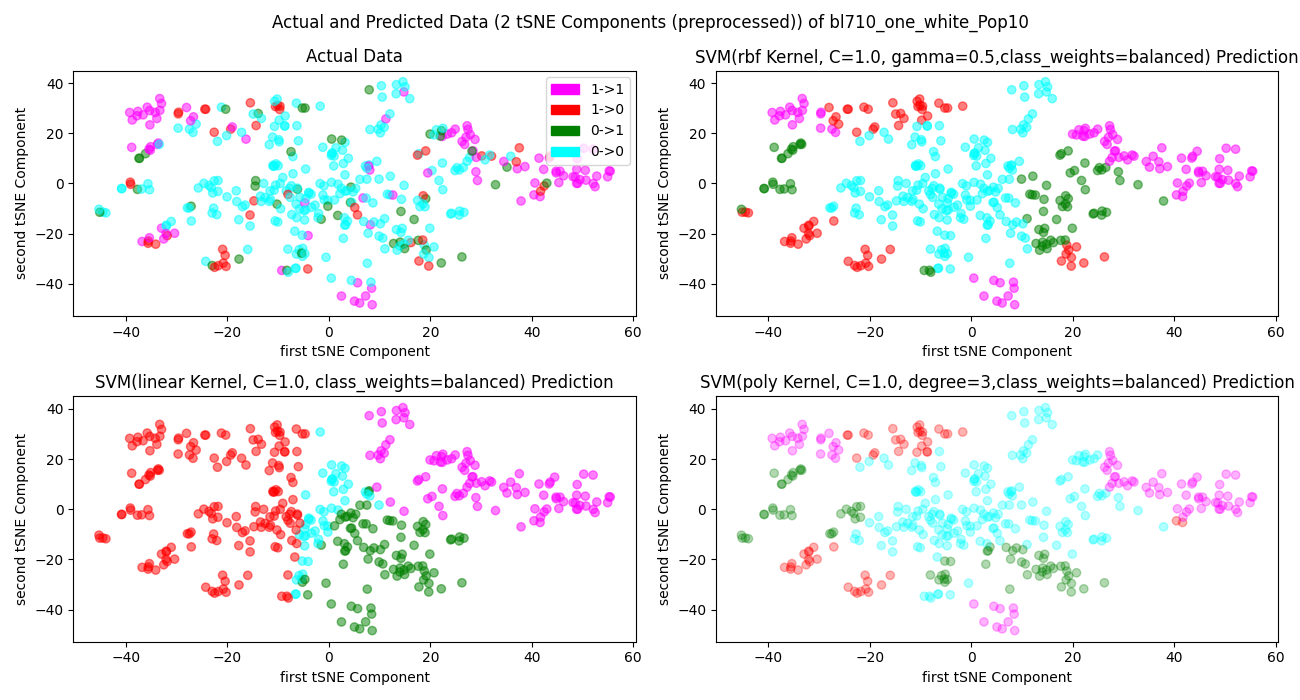 Actual and Predicted Data (2 tSNE Components (preprocessed)) of bl710_one_white_Pop10
Actual Data
40
20
0
−20
−40
second tSNE Component
−40 −20 0 20 40 60
first tSNE Component
1->1
1->0
0->1
0->0
SVM(rbf Kernel, C=1.0, gamma=0.5,class_weights=balanced) Prediction
40
20
0
−20
−40
second tSNE Component
−40 −20 0 20 40 60
first tSNE Component
SVM(linear Kernel, C=1.0, class_weights=balanced) Prediction
40
20
0
−20
−40
second tSNE Component
−40 −20 0 20 40 60
first tSNE Component
SVM(poly Kernel, C=1.0, degree=3,class_weights=balanced) Prediction
40
20
0
−20
−40
second tSNE Component
−40 −20 0 20 40 60
first tSNE Component